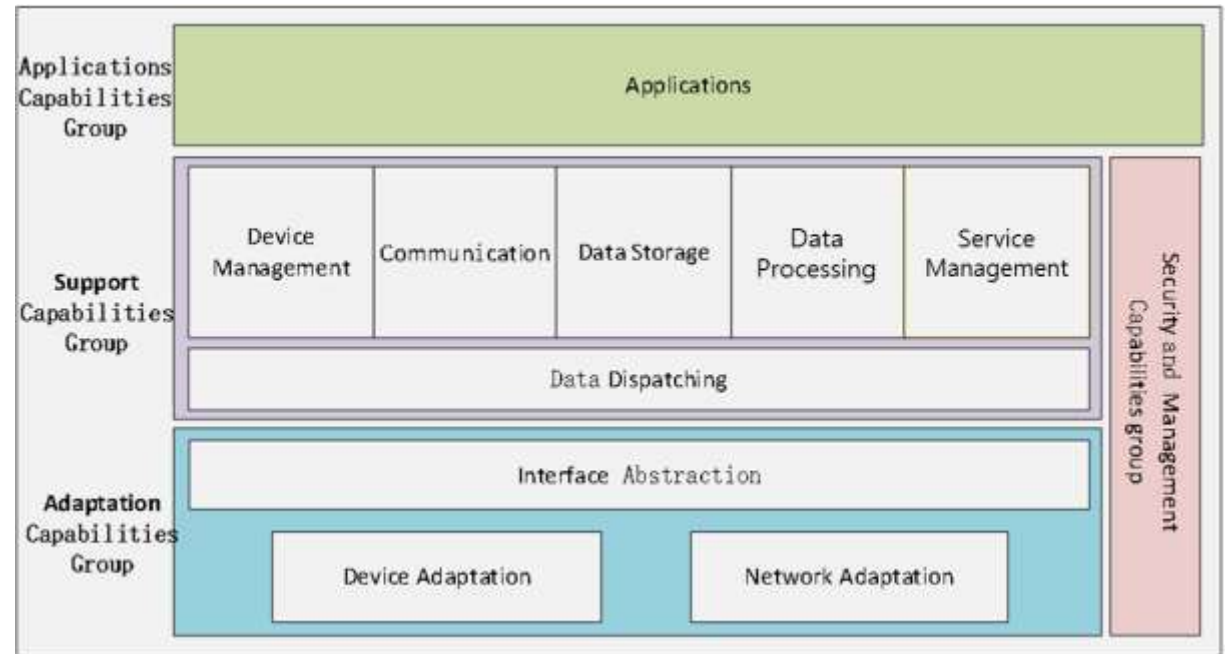 Applications
Capabilities
Group
Applications
Support
Capabilities
Group
Device
Management
Communication
Data Storage
Data
Processing
Service
Management
Data Dispatching
Security and Management
Capabilities group
Adaptation
Capabilities
Group
Interface Abstraction
Device Adaptation
Network Adaptation